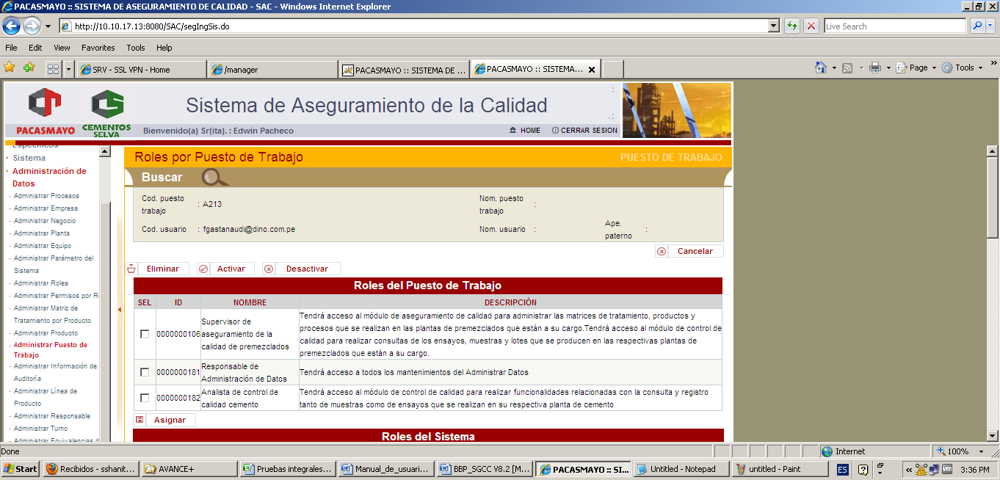 PACASMAYO :: SISTEMA DE ASEGURAMIENTO DE CALIDAD - SAC - Windows Internet Explorer
http://10.10.17.13:8080/SAC/segIngSis.do
Live Search
File Edit View Favorites Tools Help
SRV - SSL VPN - Home
/manager
PACASMAYO :: SISTEMA DE ...
PACASMAYO :: SISTEMA...
Page Tools
PACASMAYO
CEMENTOS
SELVA
Sistema de Aseguramiento de la Calidad
Bienvenido(a) Sr(ita). : Edwin Pacheco
HOME
CERRAR SESION
Específicos
· Sistema
· Administración de
Datos
· Administrar Procesos
· Administrar Empresa
· Administrar Negocio
· Administrar Planta
· Administrar Equipo
· Administrar Parámetro del
Sistema
· Administrar Roles
· Administrar Permisos por R
· Administrar Matriz de
Tratamiento por Producto
· Administrar Producto
· Administrar Puesto de
Trabajo
· Administrar Información de
Auditoría
· Administrar Línea de
Producto
· Administrar Responsable
· Administrar Turno
· Administrar Equivalencias d
Roles por Puesto de Trabajo
PUESTO DE TRABAJO
Buscar
Cod. puesto
trabajo
: A213
Nom. puesto
trabajo
:
Cod. usuario : fgastanaudi@dino.com.pe
Nom. usuario :
Ape.
paterno
:
Cancelar
Eliminar
Activar
Desactivar
Roles del Puesto de Trabajo
SEL ID NOMBRE DESCRIPCIÓN
0000000106
Supervisor de
aseguramiento de la
calidad de premezclados
Tendrá acceso al módulo de aseguramiento de calidad para administrar las matrices de tratamiento, productos y
procesos que se realizan en las plantas de premezclados que están a su cargo.Tendrá acceso al módulo de control de
calidad para realizar consultas de los ensayos, muestras y lotes que se producen en las respectivas plantas de
premezclados que están a su cargo.
0000000181
Responsable de
Administración de Datos
Tendrá acceso a todos los mantenimientos del Administrar Datos
0000000182
Analista de control de
calidad cemento
Tendrá acceso al módulo de control de calidad para realizar funcionalidades relacionadas con la consulta y registro
tanto de muestras como de ensayos que se realizan en su respectiva planta de cemento
Asignar
Roles del Sistema
Done
Internet
100%
Start
Recibidos - sshanit...
AVANCE+
Pruebas integrales...
Manual_de_usuari...
BBP_SGCC V8.2 [M...
PACASMAYO :: SI...
Untitled - Notepad
untitled - Paint
ES
3:36 PM